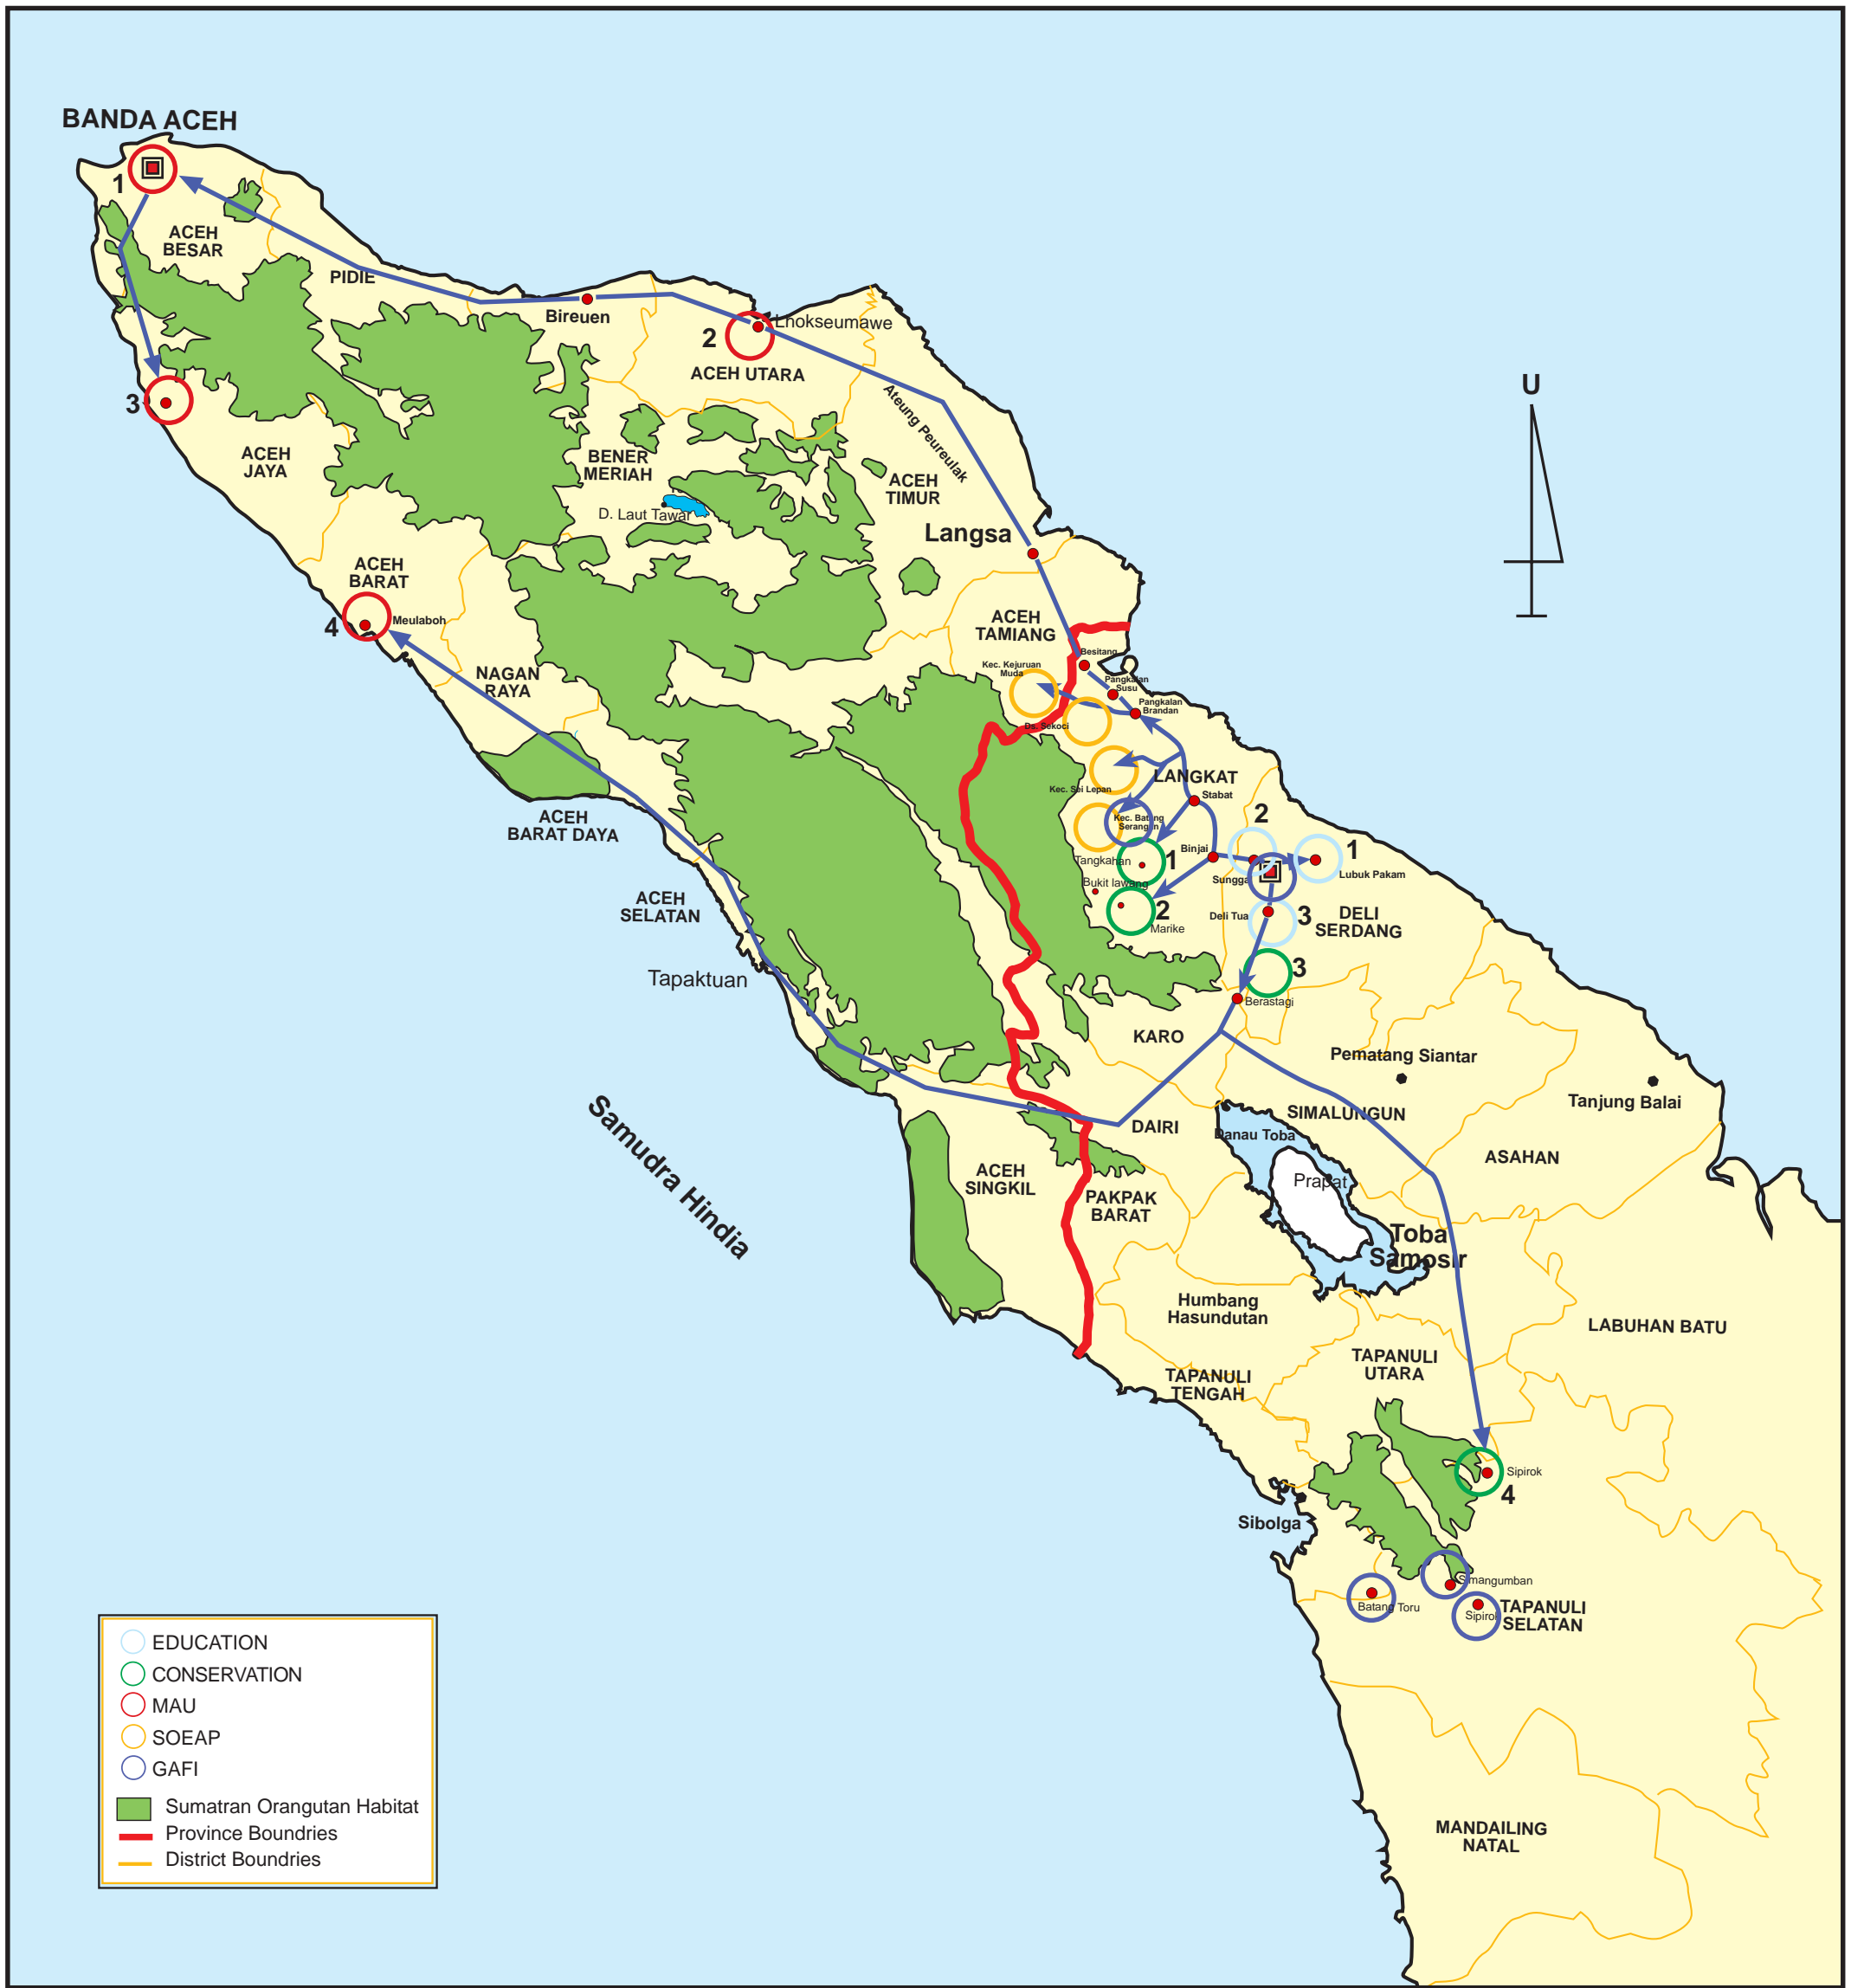 BANDA ACEH
1
ACEH
BESAR
PIDIE
Bireuen
2
Lhokseumawe
ACEH UTARA
U
3
Ateung Peureulak
ACEH
JAYA
BENER
MERIAH
ACEH
TIMUR
D. Laut Tawar
Langsa
ACEH
BARAT
4
Meulaboh
ACEH
TAMIANG
Besitang
Kec. Kejuruan
Muda
NAGAN
RAYA
Pangkalan
Susu
Pangkalan
Brandan
Ds. Sekoci
LANGKAT
Kec. Sei Lepan
Stabat
ACEH
BARAT DAYA
Kec. Batang
Serangan
2
Binjai
1
Tangkahan
1
Lubuk Pakam
Sungga
Bukit lawang
2
Marike
ACEH
SELATAN
Deli Tua
3
DELI
SERDANG
3
Tapaktuan
Berastagi
KARO
Pematang Siantar
Tanjung Balai
SIMALUNGUN
DAIRI
Danau Toba
Samudra Hindia
ASAHAN
ACEH
SINGKIL
Prapat
PAKPAK
BARAT
Toba
Samosir
Humbang
Hasundutan
LABUHAN BATU
TAPANULI
UTARA
TAPANULI
TENGAH
Sipirok
4
Sibolga
Simangumban
Batang Toru
Sipirok
TAPANULI
SELATAN
EDUCATION
CONSERVATION
MAU
SOEAP
GAFI
Sumatran Orangutan Habitat
Province Boundries
District Boundries
MANDAILING
NATAL